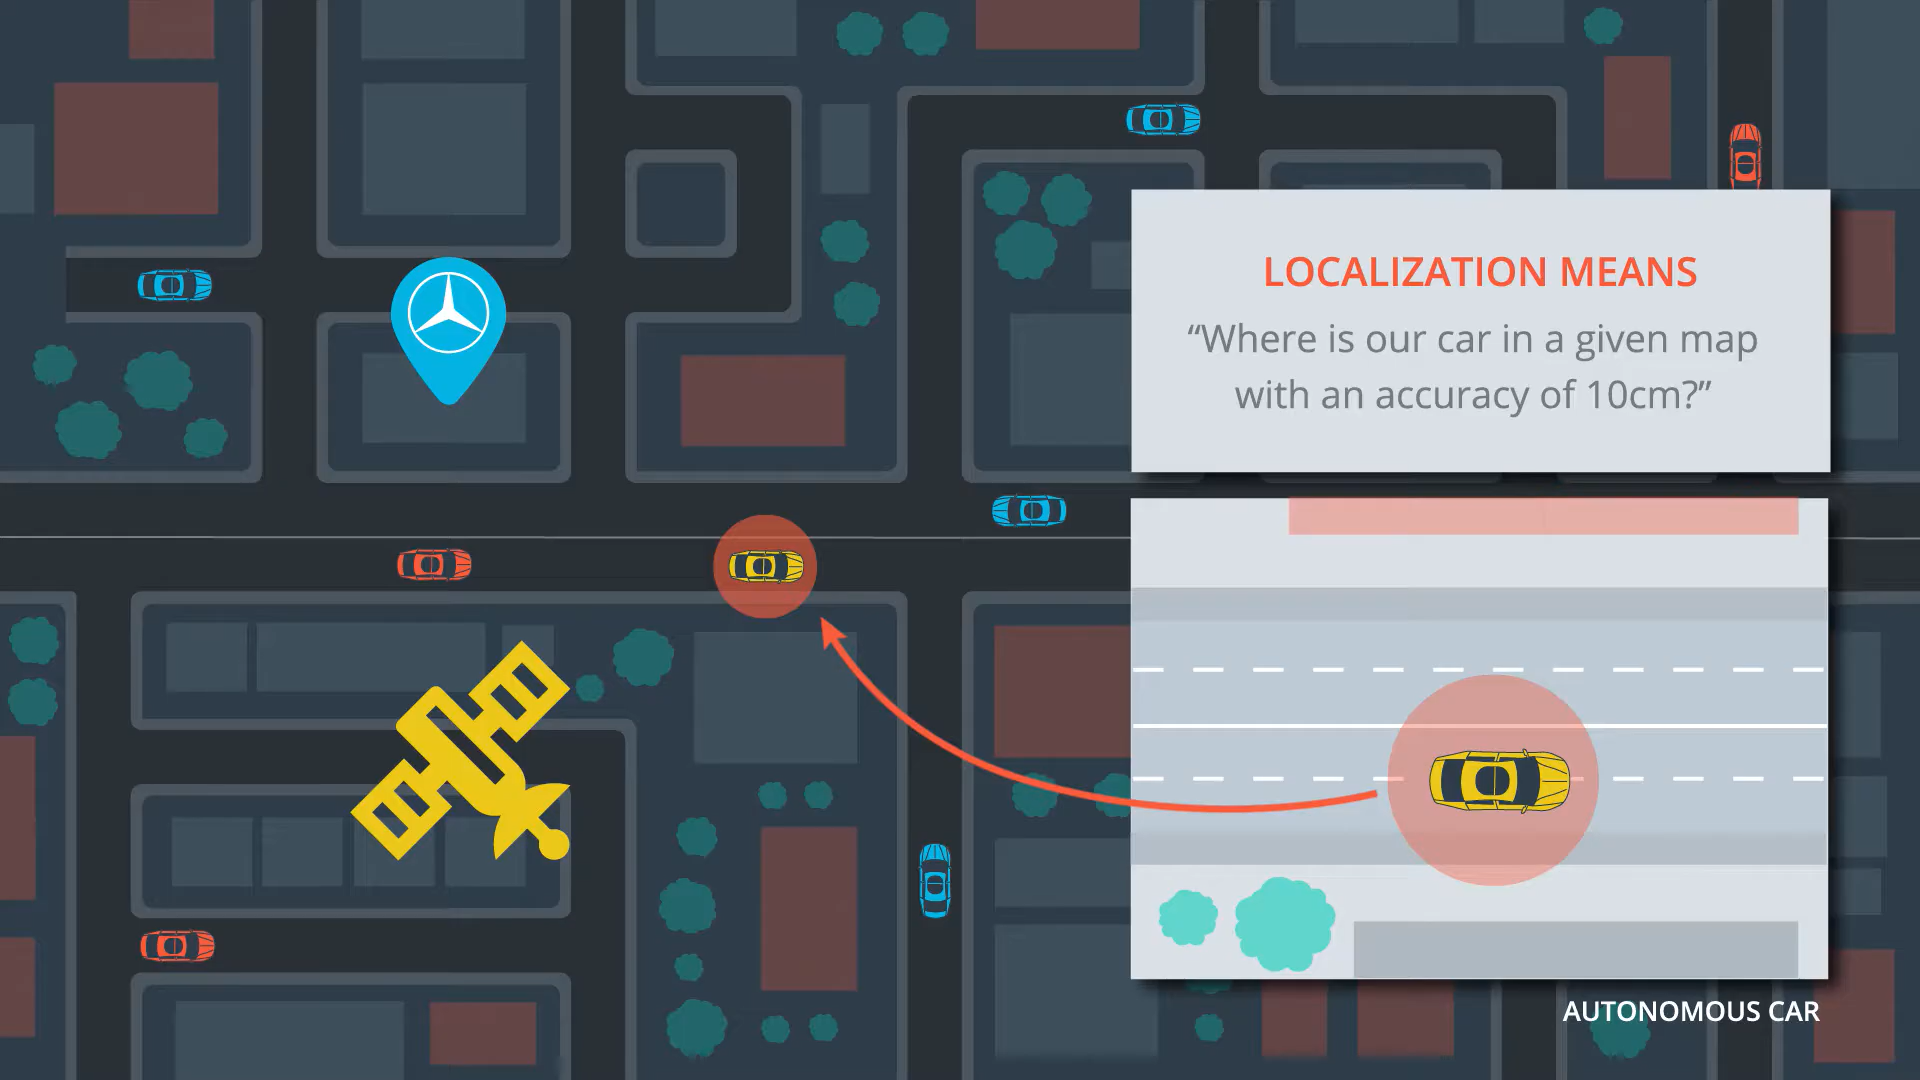 LOCALIZATION MEANS
“Where is our car in a given map
with an accuracy of 10cm?”
AUTONOMOUS CAR